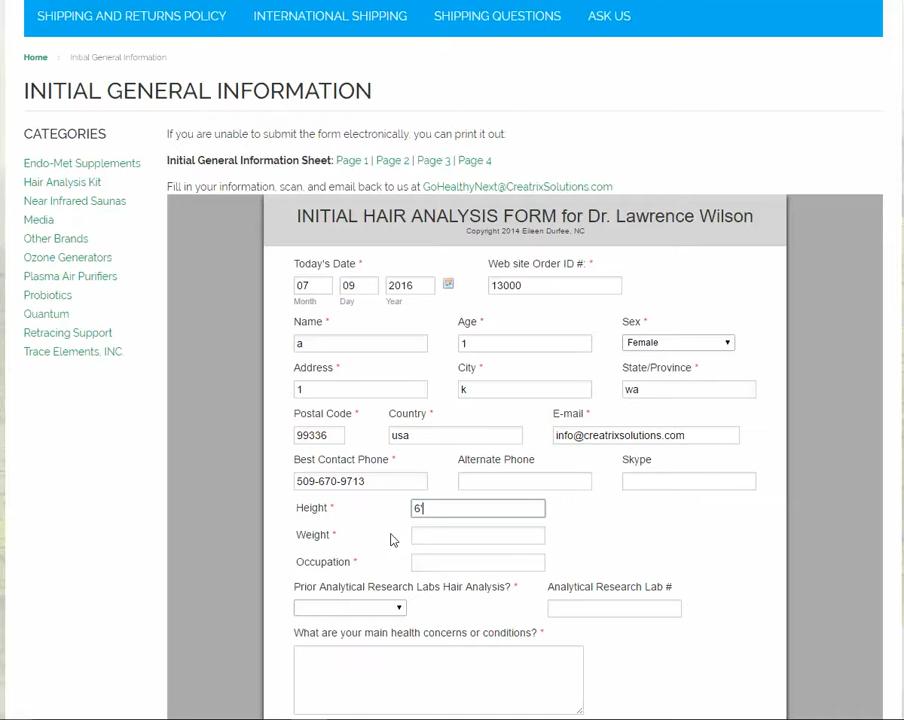 SHIPPING AND RETURNS POLICY INTERNATIONAL SHIPPING SHIPPING QUESTIONS ASK US
Home : Initial General Information
INITIAL GENERAL INFORMATION
CATEGORIES
Endo-Met Supplements
Hair Analysis Kit
Near Infrared Saunas
Media
Other Brands
Ozone Generators
Plasma Air Purifiers
Probiotics
Quantum
Retracing Support
Trace Elements, INC.
If you are unable to submit the form electronically, you can print it out:
Initial General Information Sheet: Page 1 | Page 2 | Page 3 | Page 4
Fill in your information, scan, and email back to us at GoHealthyNext@CreatrixSolutions.com
INITIAL HAIR ANALYSIS FORM for Dr. Lawrence Wilson
Copyright 2014 Eileen Durfee, NC
Today's Date * Web site Order ID #: *
07 09 2016 13000
Month Day Year
Name * Age * Sex *
a 1 Female
Address * City * State/Province *
1 k wa
Postal Code * Country * E-mail *
99336 usa info@creatrixsolutions.com
Best Contact Phone * Alternate Phone Skype
509-670-9713
Height * 6'
Weight *
Occupation *
Prior Analytical Research Labs Hair Analysis? * Analytical Research Lab #
What are your main health concerns or conditions? *